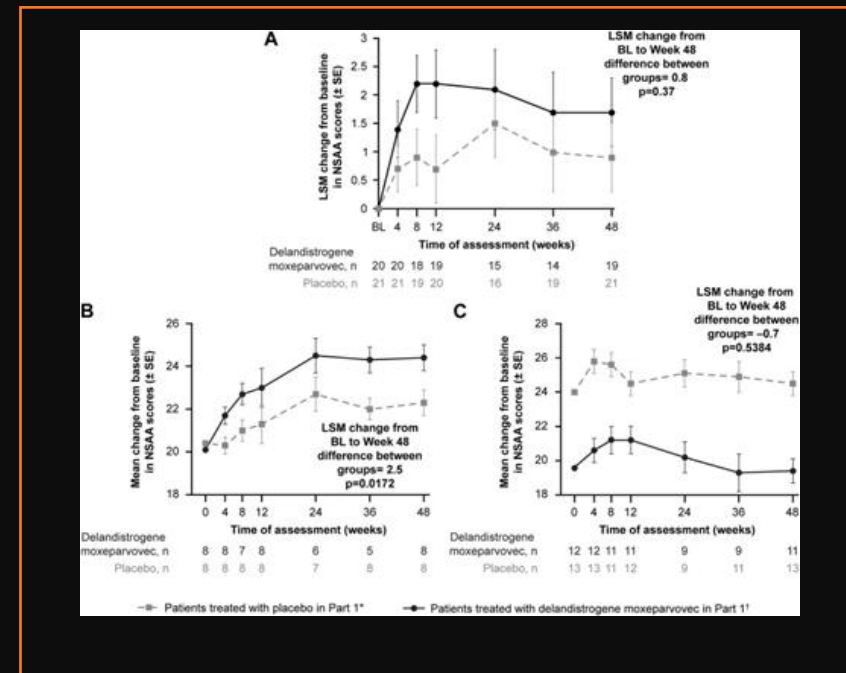 A
LSM change from baseline
in NSAA scores (± SE)
3
2.5
2
1.5
1
0.5
0
LSM change from
BL to Week 48
difference between
groups= 0.8
p=0.37
BL 4 8 12 24 36 48
Time of assessment (weeks)
Delandistrogene
moxeparvovec, n 20 20 18 19 15 14 19
Placebo, n 21 21 19 20 16 19 21
B
Mean change from baseline
in NSAA scores (± SE)
26
24
22
20
18
LSM change from
BL to Week 48
difference between
groups= 2.5
p=0.0172
0 4 8 12 24 36 48
Time of assessment (weeks)
Delandistrogene
moxeparvovec, n 8 8 7 8 6 5 8
Placebo, n 8 8 8 8 7 8 8
C
Mean change from baseline
in NSAA scores (± SE)
28
26
24
22
20
18
LSM change from
BL to Week 48
difference between
groups= –0.7
p=0.5384
0 4 8 12 24 36 48
Time of assessment (weeks)
Delandistrogene
moxeparvovec, n 12 12 11 11 9 9 11
Placebo, n 13 13 11 12 9 11 13
Patients treated with placebo in Part 1* Patients treated with delandistrogene moxeparvovec in Part 1†